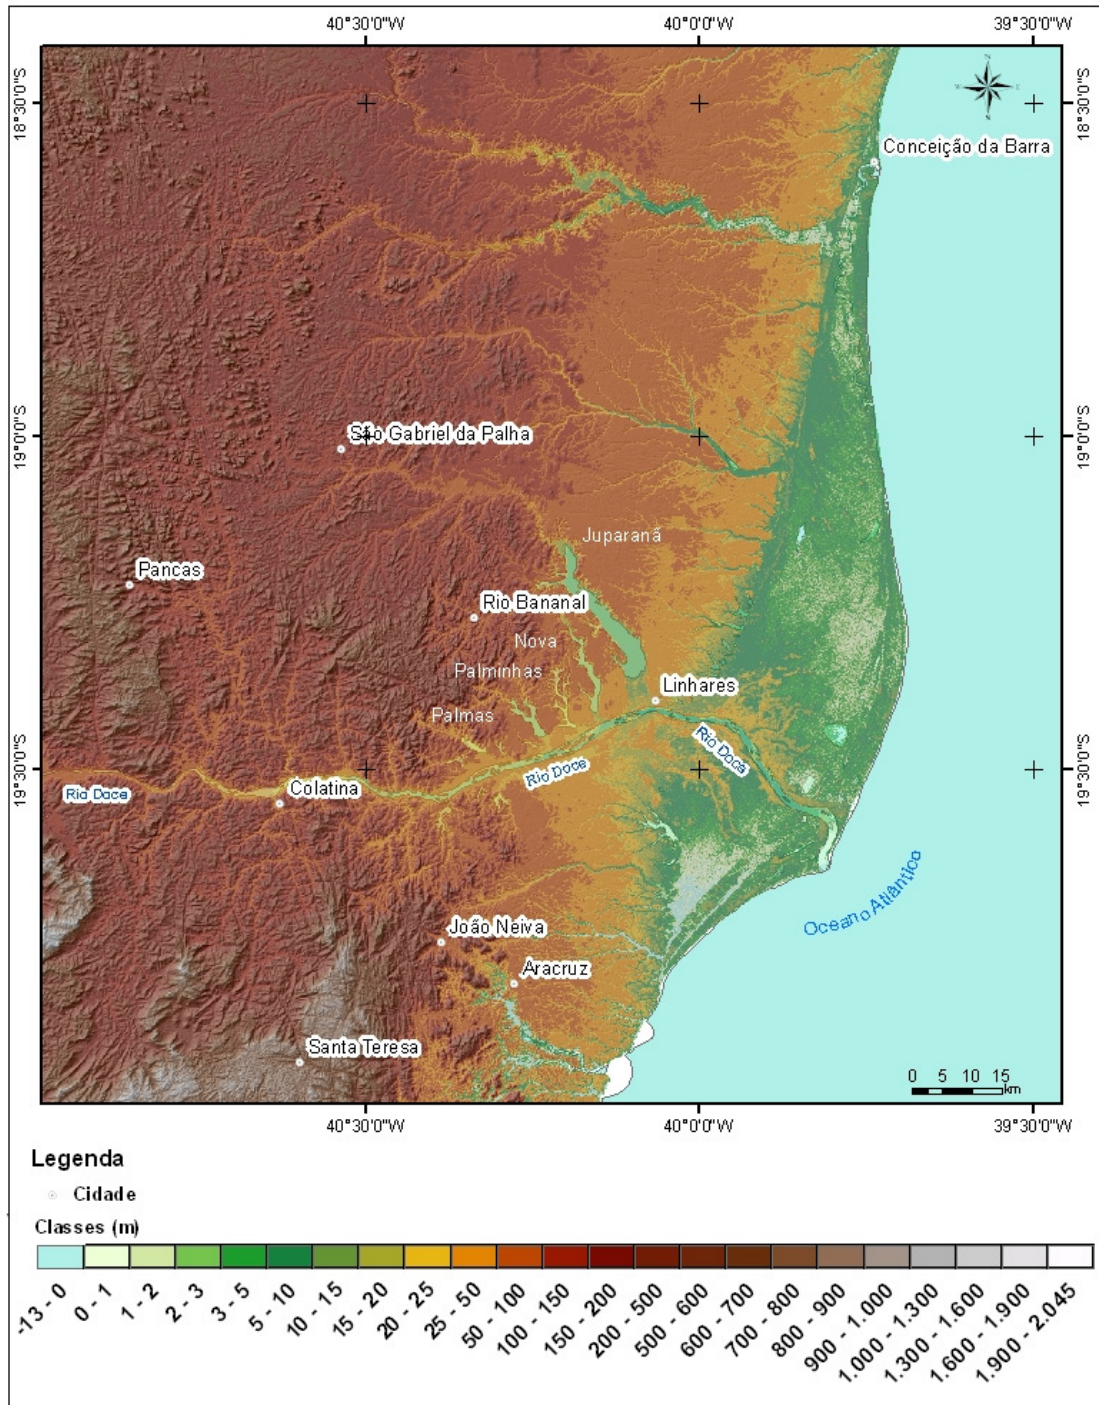 40°30'0"W 40°0'0"W 39°30'0"W
18°30'0"S 18°30'0"S
Conceição da Barra
19°0'0"S 19°0'0"S
São Gabriel da Palha
Juparanã
Pancas
Rio Bananal
Nova
Palminhas
Linhares
Palmas
Rio Doce
Rio Doce
19°30'0"S 19°30'0"S
Rio Doce
Colatina
Oceano Atlântico
João Neiva
Aracruz
Santa Teresa
0 5 10 15
km
40°30'0"W 40°0'0"W 39°30'0"W
Legenda
Cidade
Classes (m)
-13 - 0
0 - 1
1 - 2
2 - 3
3 - 5
5 - 10
10 - 15
15 - 20
20 - 25
25 - 50
50 - 100
100 - 150
150 - 200
200 - 500
500 - 600
600 - 700
700 - 800
800 - 900
900 - 1.000
1.000 - 1.300
1.300 - 1.600
1.600 - 1.900
1.900 - 2.045